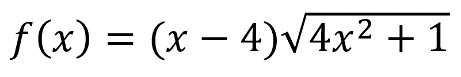 f(x) = (x − 4)√(4x² + 1)